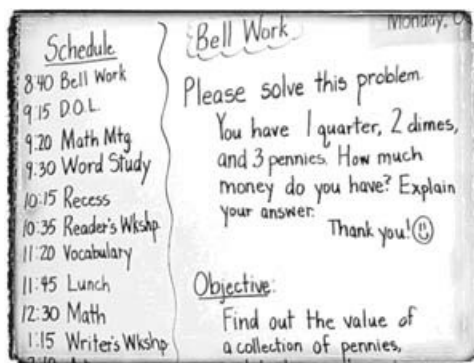 Schedule
8:40 Bell Work
9:15 D.O.L.
9:20 Math Mtg
9:30 Word Study
10:15 Recess
10:35 Reader's Wkshp
11:20 Vocabulary
11:45 Lunch
12:30 Math
1:15 Writer's Wkshp
Bell Work
Monday,
Please solve this problem.
You have 1 quarter, 2 dimes,
and 3 pennies. How much
money do you have? Explain
your answer.
Thank you!
Objective:
Find out the value of
a collection of pennies,